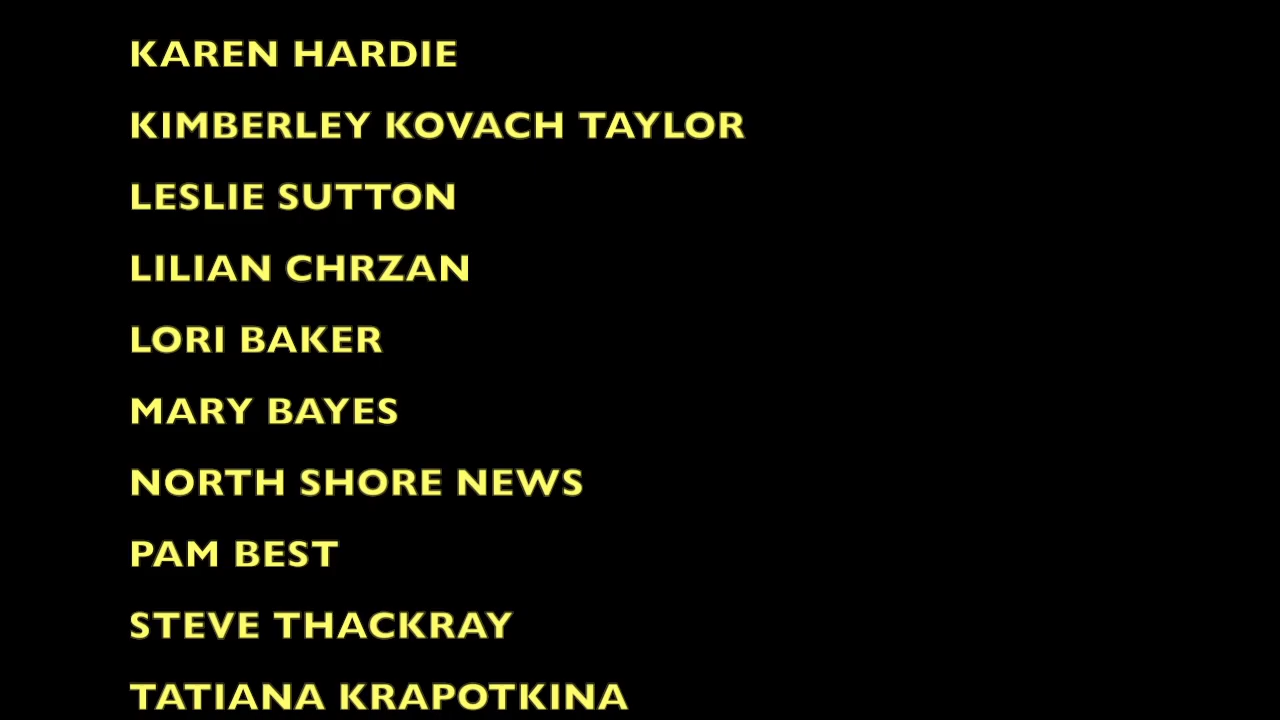 KAREN HARDIE
KIMBERLEY KOVACH TAYLOR
LESLIE SUTTON
LILIAN CHRZAN
LORI BAKER
MARY BAYES
NORTH SHORE NEWS
PAM BEST
STEVE THACKRAY
TATIANA KRAPOTKINA